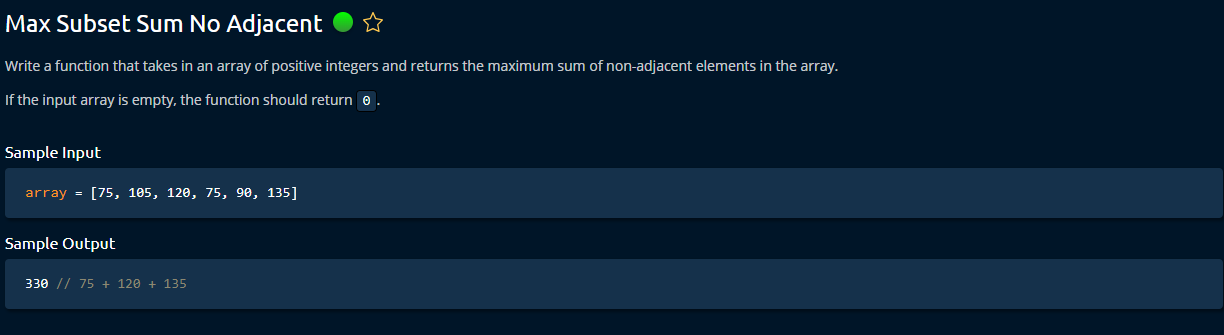 Max Subset Sum No Adjacent
Write a function that takes in an array of positive integers and returns the maximum sum of non-adjacent elements in the array.
If the input array is empty, the function should return 0.
Sample Input
array = [75, 105, 120, 75, 90, 135]
Sample Output
330 // 75 + 120 + 135